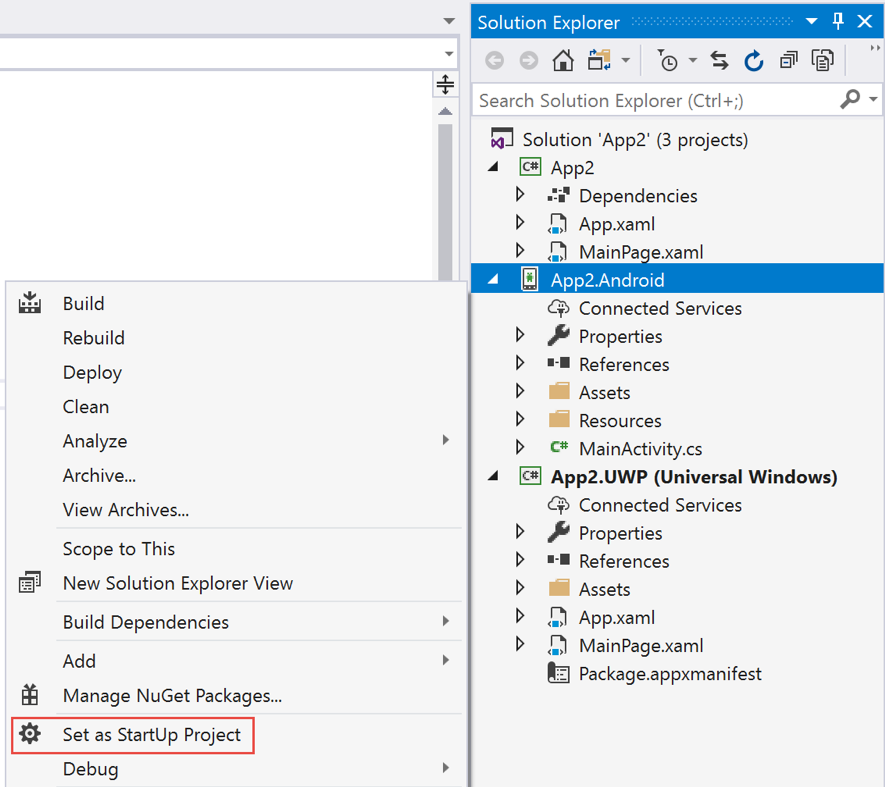 Solution Explorer
Search Solution Explorer (Ctrl+;)
Solution 'App2' (3 projects)
C# App2
Dependencies
App.xaml
MainPage.xaml
App2.Android
Connected Services
Properties
References
Assets
Resources
C# MainActivity.cs
C# App2.UWP (Universal Windows)
Connected Services
Properties
References
Assets
App.xaml
MainPage.xaml
Package.appxmanifest
Build
Rebuild
Deploy
Clean
Analyze
Archive...
View Archives...
Scope to This
New Solution Explorer View
Build Dependencies
Add
Manage NuGet Packages...
Set as StartUp Project
Debug